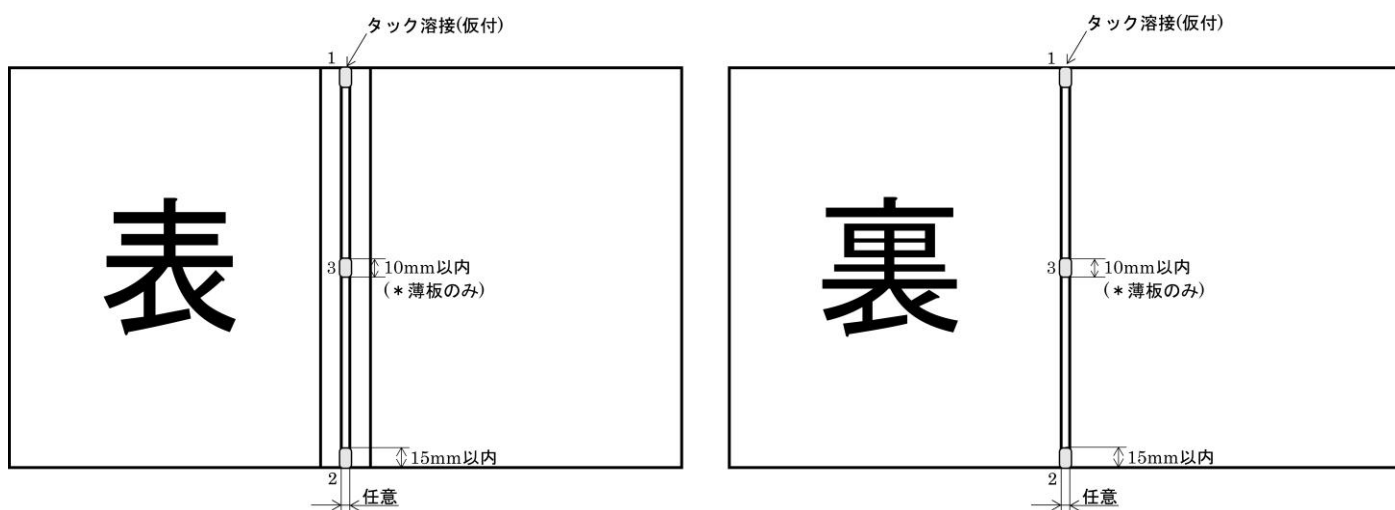 タック溶接(仮付)
1
表
3
10mm以内
(＊薄板のみ)
15mm以内
2
任意
タック溶接(仮付)
1
裏
3
10mm以内
(＊薄板のみ)
15mm以内
2
任意